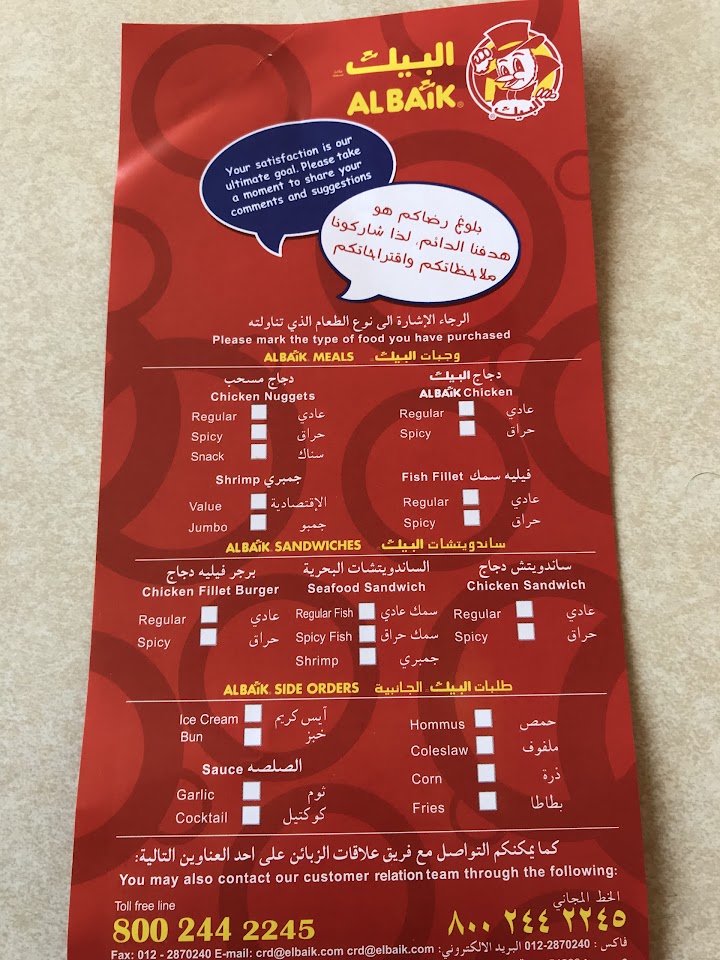 البيك
ALBAIK®
البيك
Your satisfaction is our
ultimate goal. Please take
a moment to share your
comments and suggestions
بلوغ رضاكم هو
هدفنا الدائم، لذا شاركونا
ملاحظاتكم واقتراحاتكم
الرجاء الإشارة الى نوع الطعام الذي تناولته
Please mark the type of food you have purchased
ALBAIK MEALS وجبات البيك
دجاج مسحب
Chicken Nuggets
Regular عادي
Spicy حراق
Snack سناك
دجاج البيك
ALBAIK Chicken
Regular عادي
Spicy حراق
Shrimp جمبري
Value الإقتصادية
Jumbo جمبو
Fish Fillet فيليه سمك
Regular عادي
Spicy حراق
ALBAIK SANDWICHES ساندويتشات البيك
برجر فيليه دجاج
Chicken Fillet Burger
Regular عادي
Spicy حراق
الساندويتشات البحرية
Seafood Sandwich
Regular Fish سمك عادي
Spicy Fish سمك حراق
Shrimp جمبري
ساندويتش دجاج
Chicken Sandwich
Regular عادي
Spicy حراق
ALBAIK SIDE ORDERS طلبات البيك الجانبية
Ice Cream آيس كريم
Bun خبز
Sauce الصلصه
Garlic ثوم
Cocktail كوكتيل
Hommus حمص
Coleslaw ملفوف
Corn ذرة
Fries بطاطا
كما يمكنكم التواصل مع فريق علاقات الزبائن على احد العناوين التالية:
You may also contact our customer relation team through the following:
Toll free line الخط المجاني
800 244 2245 ٨٠٠ ٢٤٤ ٢٢٤٥
Fax: 012 - 2870240 E-mail: crd@elbaik.com crd@elbaik.com :فاكس : 2870240-012 البريد الالكتروني